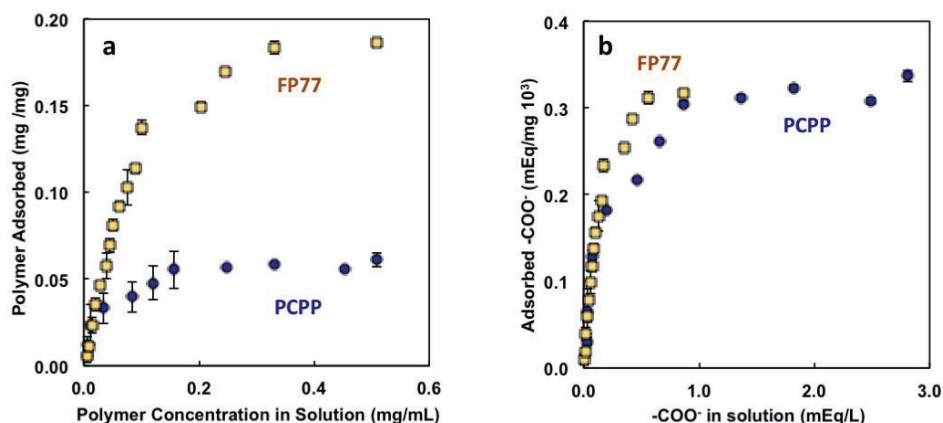 a
FP77
PCPP
0.20
0.15
0.10
0.05
0.00
0.0
0.2
0.4
0.6
Polymer Adsorbed (mg /mg)
Polymer Concentration in Solution (mg/mL)
b
FP77
PCPP
0.4
0.3
0.2
0.1
0.0
0.0
1.0
2.0
3.0
Adsorbed -COO⁻ (mEq/mg 10³)
-COO⁻ in solution (mEq/L)